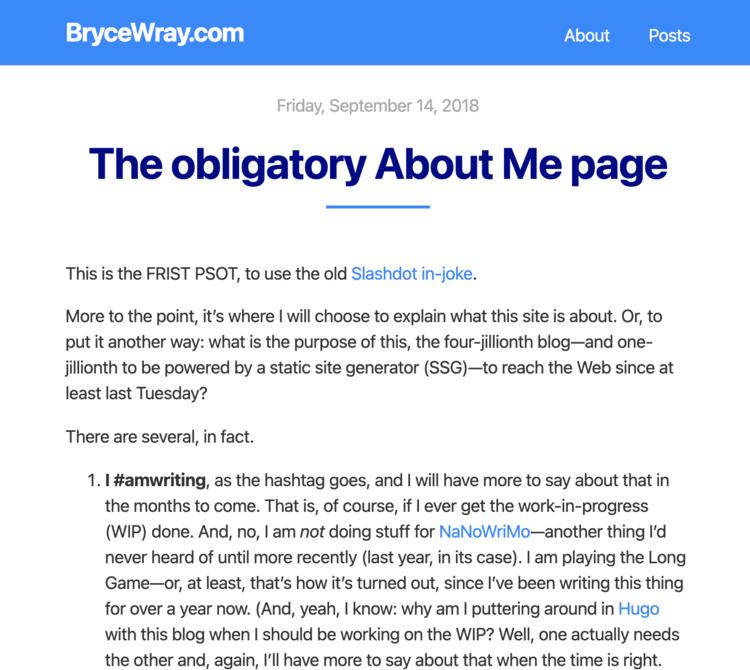 BryceWray.com
About Posts
Friday, September 14, 2018
The obligatory About Me page
This is the FRIST PSOT, to use the old Slashdot in-joke.
More to the point, it’s where I will choose to explain what this site is about. Or, to
put it another way: what is the purpose of this, the four-jillionth blog—and one-
jillionth to be powered by a static site generator (SSG)—to reach the Web since at
least last Tuesday?
There are several, in fact.
1. I #amwriting, as the hashtag goes, and I will have more to say about that in
the months to come. That is, of course, if I ever get the work-in-progress
(WIP) done. And, no, I am not doing stuff for NaNoWriMo—another thing I’d
never heard of until more recently (last year, in its case). I am playing the Long
Game—or, at least, that’s how it’s turned out, since I’ve been writing this thing
for over a year now. (And, yeah, I know: why am I puttering around in Hugo
with this blog when I should be working on the WIP? Well, one actually needs
the other and, again, I’ll have more to say about that when the time is right.